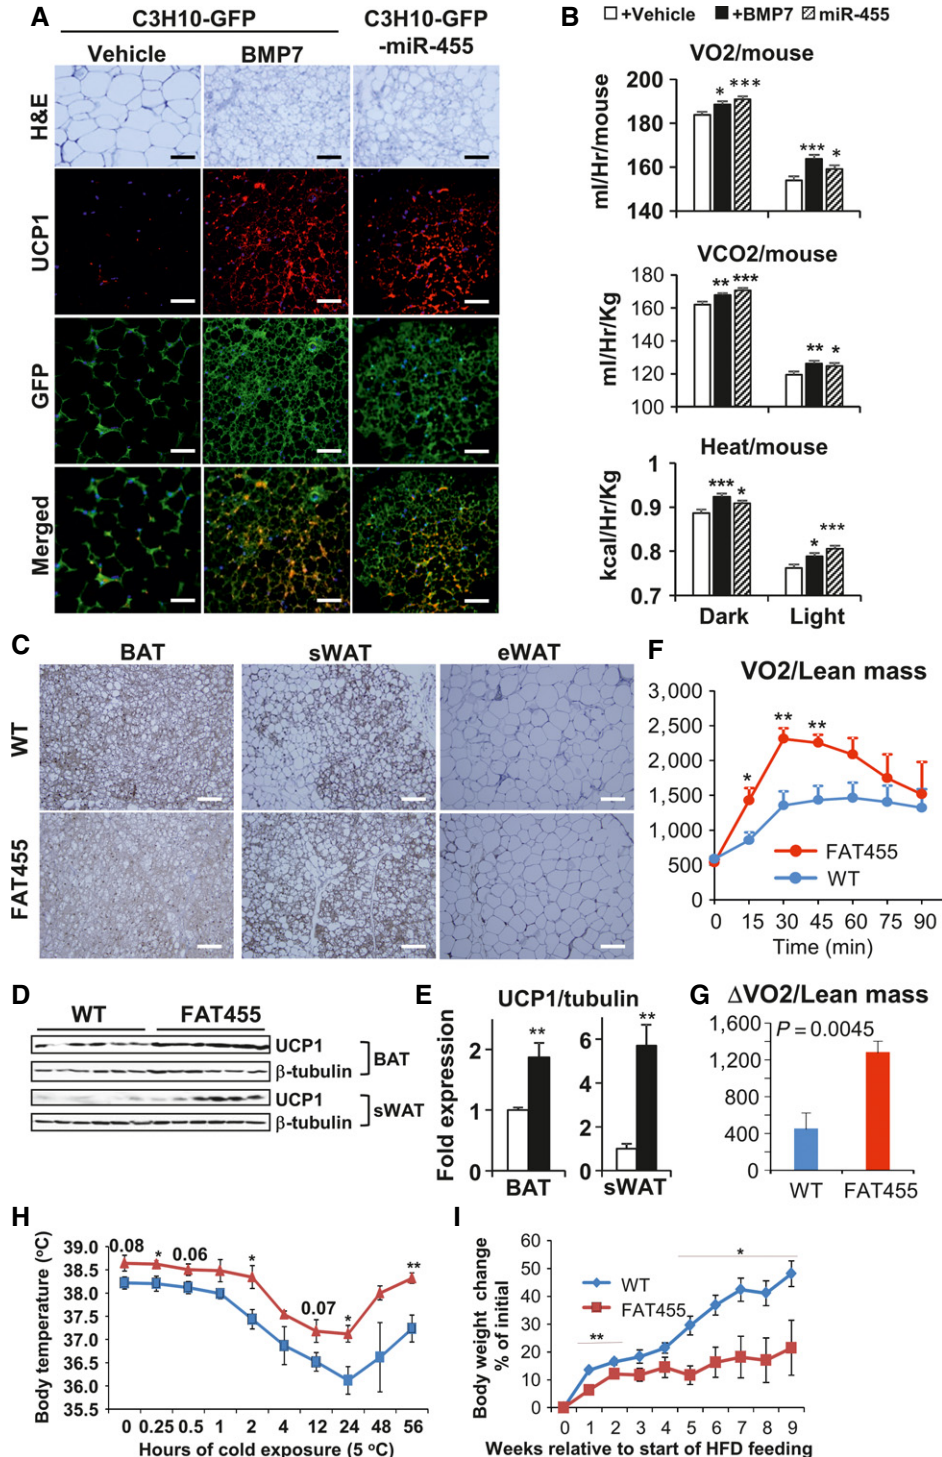 A
C3H10-GFP
C3H10-GFP
-miR-455
Vehicle
BMP7
H&E
UCP1
GFP
Merged
B
+Vehicle +BMP7 miR-455
VO2/mouse
ml/Hr/mouse
200
180
160
140
* ***
*** *
VCO2/mouse
ml/Hr/Kg
180
160
140
120
100
** ***
** *
Heat/mouse
kcal/Hr/Kg
1
0.9
0.8
0.7
*** *
* ***
Dark Light
C
BAT sWAT eWAT
WT
FAT455
F
VO2/Lean mass
3,000
2,500
2,000
1,500
1,000
500
0
* ** **
FAT455
WT
0 15 30 45 60 75 90
Time (min)
D
WT FAT455
UCP1
β-tubulin
BAT
UCP1
β-tubulin
sWAT
E
UCP1/tubulin
Fold expression
2
1
0
**
BAT
6
4
2
0
**
sWAT
G
ΔVO2/Lean mass
1,600
1,200
800
400
0
P = 0.0045
WT FAT455
H
Body temperature (°C)
39.0
38.5
38.0
37.5
37.0
36.5
36.0
35.5
0.08 * 0.06 * 0.07 * **
0 0.25 0.5 1 2 4 12 24 48 56
Hours of cold exposure (5 °C)
I
Body weight change
% of initial
60
50
40
30
20
10
0
WT
FAT455
**
*
0 1 2 3 4 5 6 7 8 9
Weeks relative to start of HFD feeding